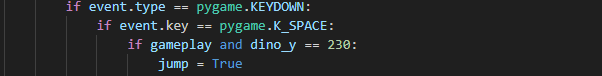 if event.type == pygame.KEYDOWN:
if event.key == pygame.K_SPACE:
if gameplay and dino_y == 230:
jump = True